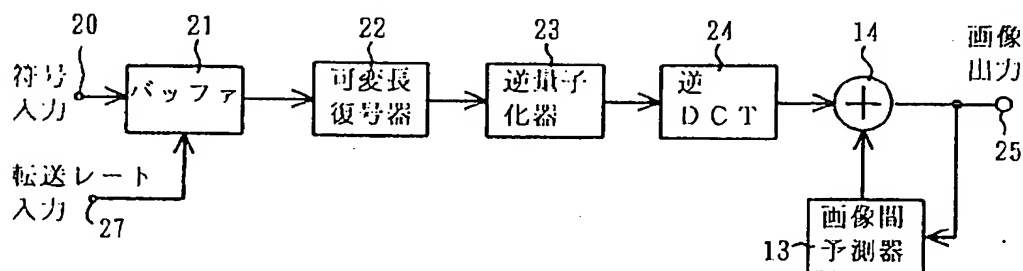 20
符号
入力
21
バッファ
22
可変長
復号器
23
逆量子
化器
24
逆
DCT
14
画像
出力
25
転送レート
入力
27
13
画像間
予測器